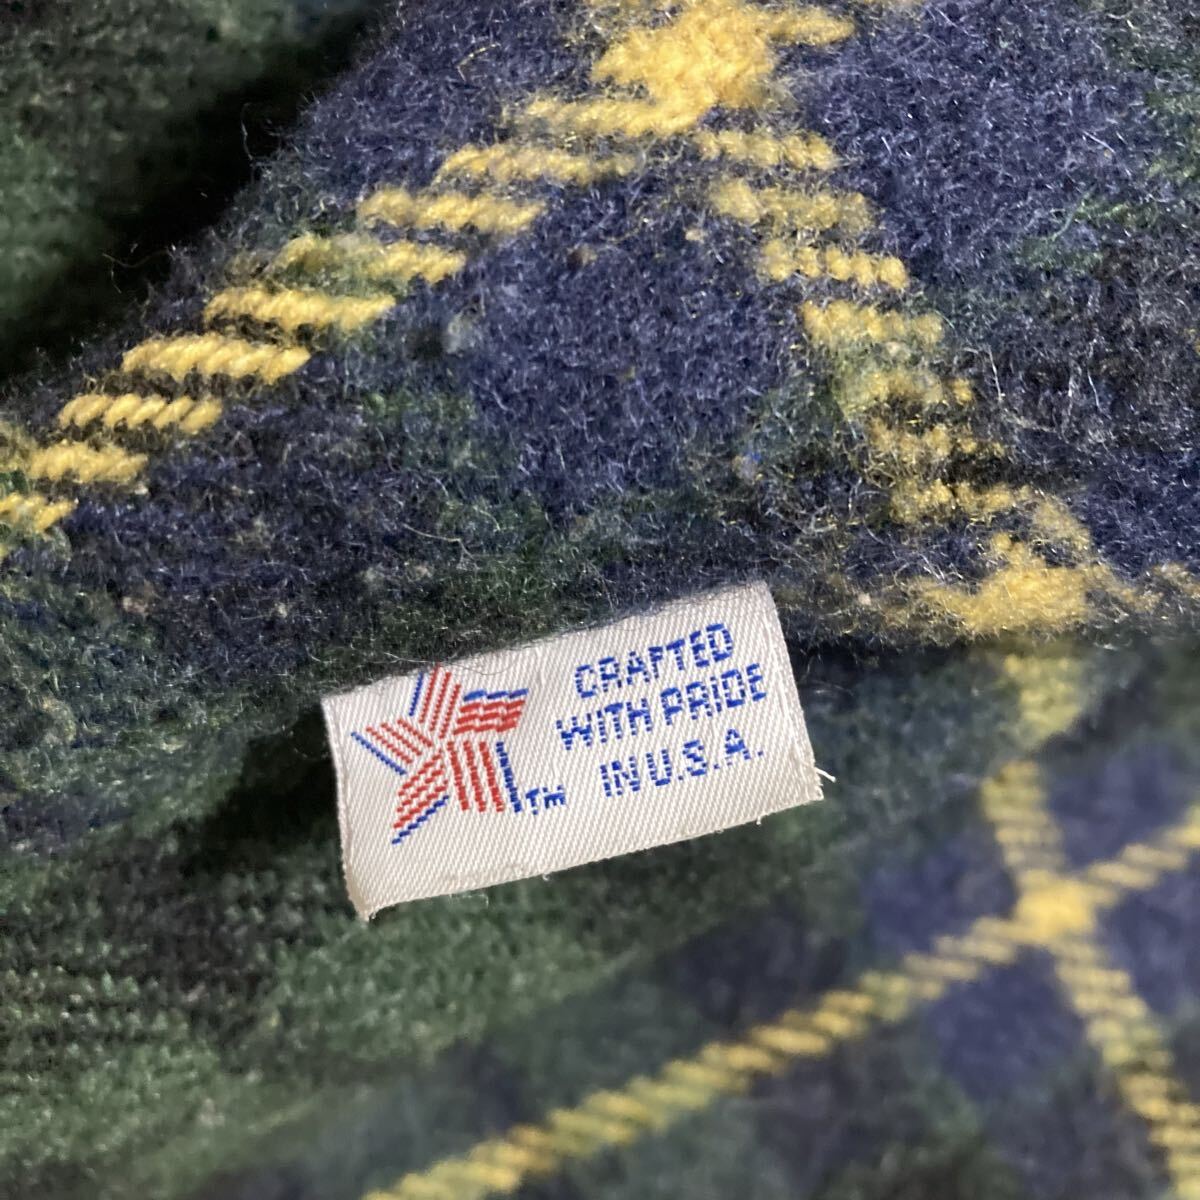 CRAFTED
WITH PRIDE
IN U.S.A.
TM